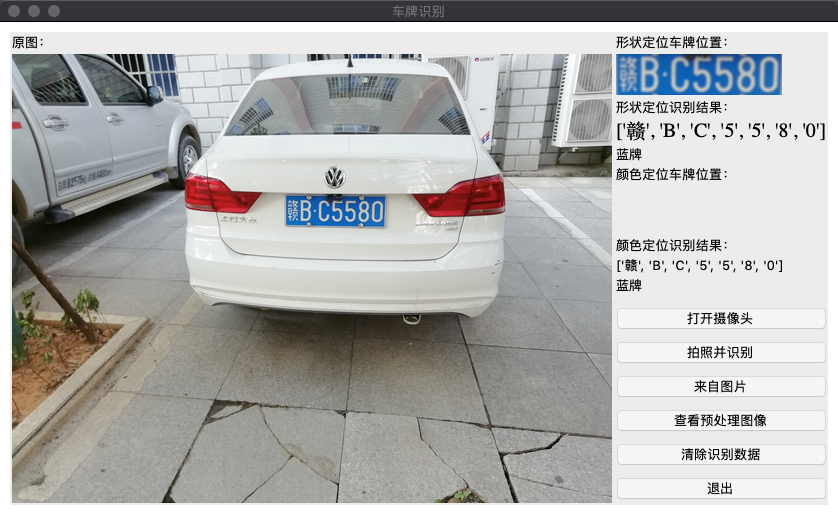 车牌识别
原图：
形状定位车牌位置：
赣B·C5580
形状定位识别结果：
['赣', 'B', 'C', '5', '5', '8', '0']
蓝牌
颜色定位车牌位置：
颜色定位识别结果：
['赣', 'B', 'C', '5', '5', '8', '0']
蓝牌
打开摄像头
拍照并识别
来自图片
查看预处理图像
清除识别数据
退出
赣B·C5580
GREE